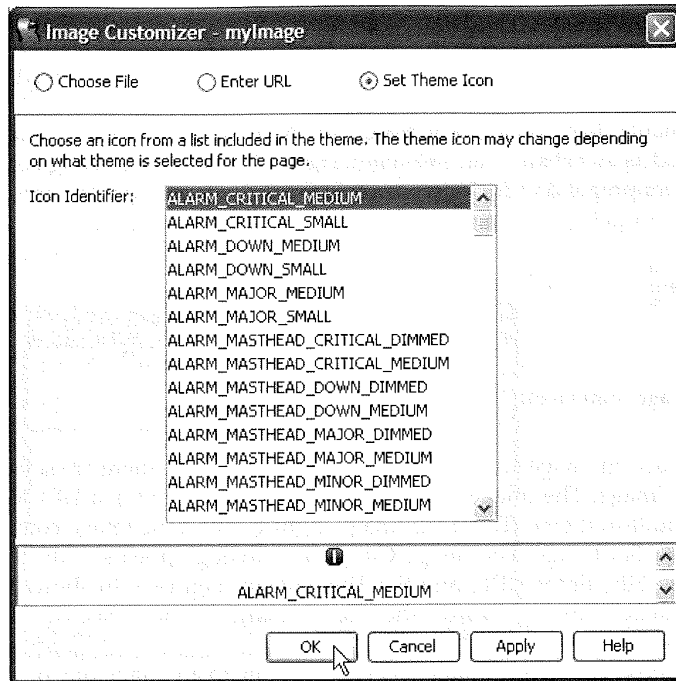 Image Customizer - myImage
Choose File Enter URL Set Theme Icon
Choose an icon from a list included in the theme. The theme icon may change depending
on what theme is selected for the page.
Icon Identifier:
ALARM_CRITICAL_MEDIUM
ALARM_CRITICAL_SMALL
ALARM_DOWN_MEDIUM
ALARM_DOWN_SMALL
ALARM_MAJOR_MEDIUM
ALARM_MAJOR_SMALL
ALARM_MASTHEAD_CRITICAL_DIMMED
ALARM_MASTHEAD_CRITICAL_MEDIUM
ALARM_MASTHEAD_DOWN_DIMMED
ALARM_MASTHEAD_DOWN_MEDIUM
ALARM_MASTHEAD_MAJOR_DIMMED
ALARM_MASTHEAD_MAJOR_MEDIUM
ALARM_MASTHEAD_MINOR_DIMMED
ALARM_MASTHEAD_MINOR_MEDIUM
ALARM_CRITICAL_MEDIUM
OK Cancel Apply Help